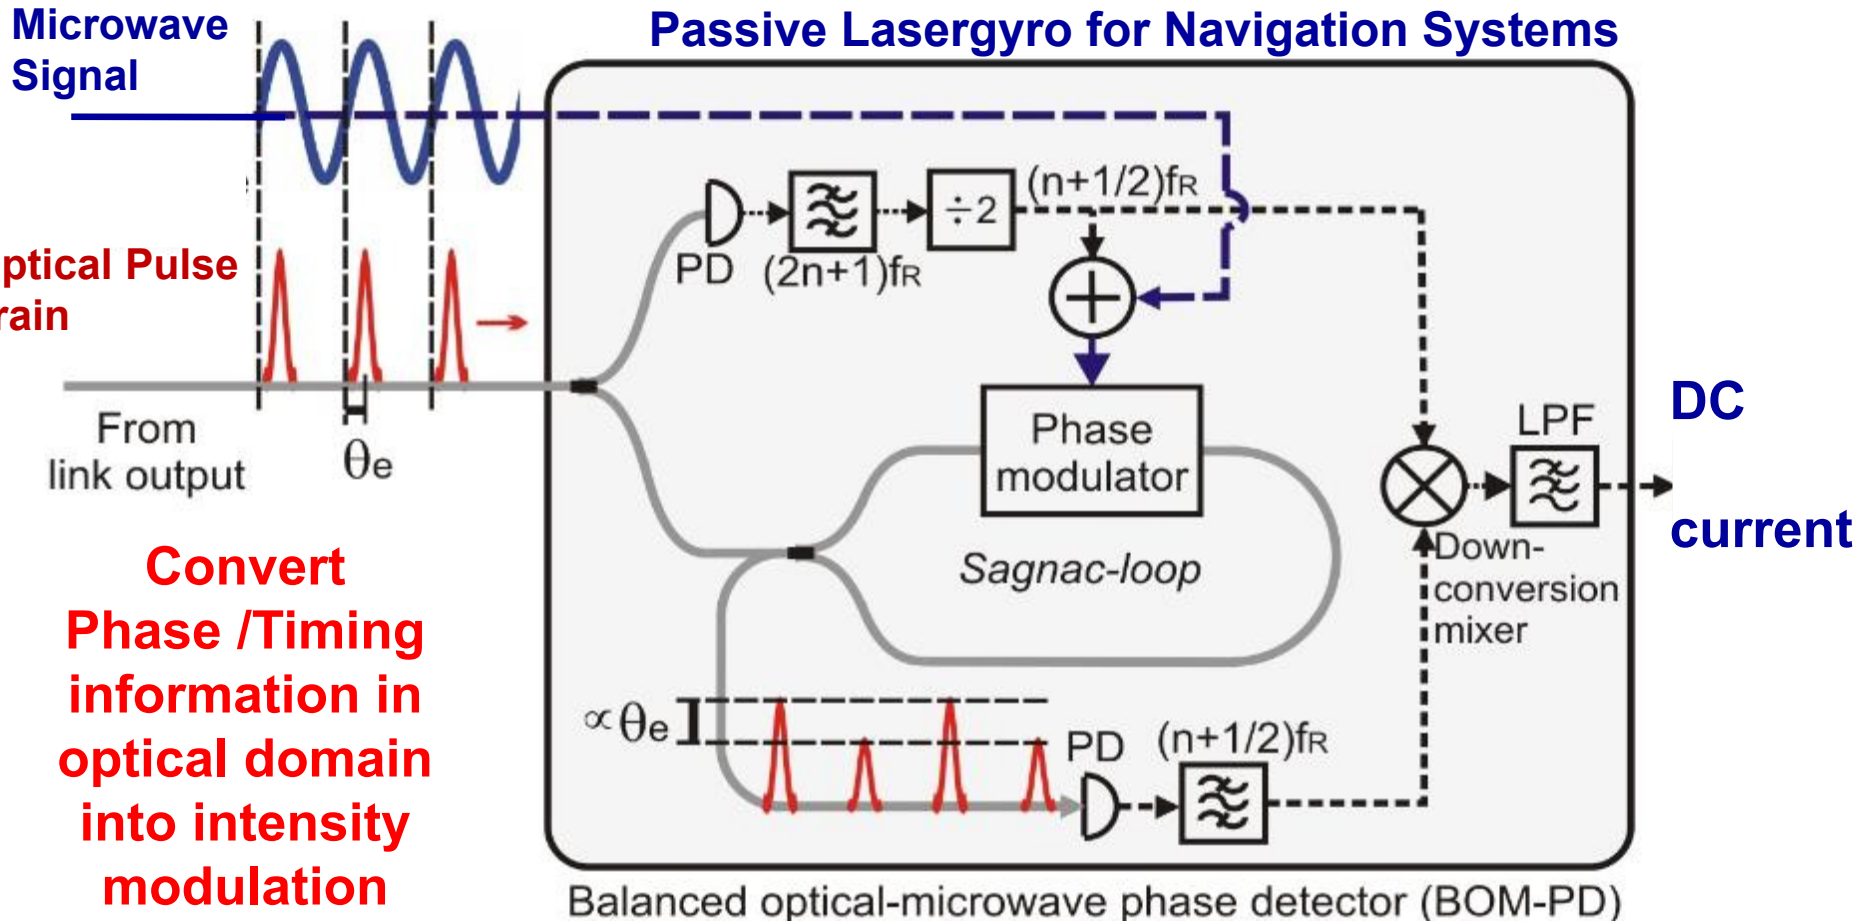 Microwave
Signal
Passive Lasergyro for Navigation Systems
ptical Pulse
rain
From
link output
θe
PD
(2n+1)fR
÷2
(n+1/2)fR
+
Phase
modulator
Sagnac-loop
LPF
Down-
conversion
mixer
DC
current
Convert
Phase /Timing
information in
optical domain
into intensity
modulation
∝θe
PD
(n+1/2)fR
Balanced optical-microwave phase detector (BOM-PD)